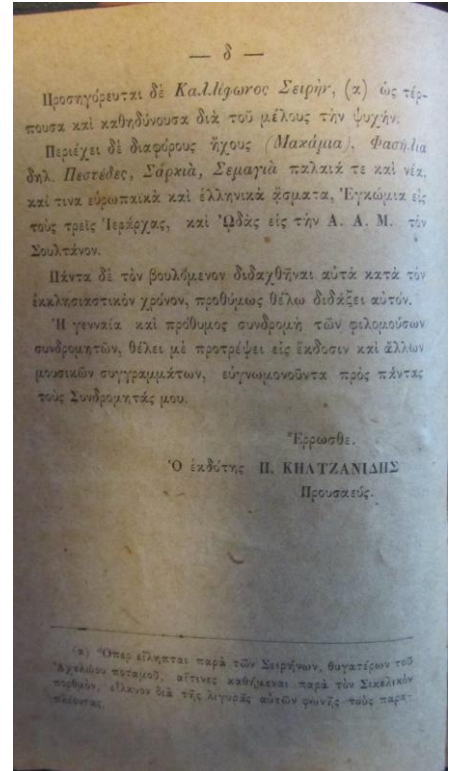 — δ —
Προσηγόρευται δὲ Καλλίφωνος Σειρὴν, (α) ὡς τέρ-
πουσα καὶ καθηδύνουσα διὰ τοῦ μέλους τὴν ψυχήν.
Περιέχει δὲ διαφόρους ἤχους (Μακάμια), Φασήλια
δηλ. Πεστέδες, Σάρκιὰ, Σεμαγιὰ παλαιά τε καὶ νέα,
καί τινα εὐρωπαϊκὰ καὶ ἑλληνικὰ ᾄσματα, Ἐγκώμια εἰς
τοὺς τρεῖς Ἱεράρχας, καὶ Ὠδὰς εἰς τὴν Α. Α. Μ. τὸν
Σουλτάνον.
Πάντα δὲ τὸν βουλόμενον διδαχθῆναι αὐτὰ κατὰ τὸν
ἐκκλησιαστικὸν χρόνον, προθύμως θέλω διδάξει αὐτόν.
Ἡ γενναία καὶ πρόθυμος συνδρομὴ τῶν φιλομούσων
συνδρομητῶν, θέλει μὲ προτρέψει εἰς ἔκδοσιν καὶ ἄλλων
μουσικῶν συγγραμμάτων, εὐγνωμονοῦντα πρὸς πάντας
τοὺς Συνδρομητάς μου.
Ἔρρωσθε.
Ὁ ἐκδότης Π. ΚΗΛΤΖΑΝΙΔΗΣ
Προυσαεύς.
(α) Ὅπερ εἴληπται παρὰ τῶν Σειρήνων, θυγατέρων τοῦ
Ἀχελώου ποταμοῦ, αἵτινες καθήμεναι παρὰ τὸν Σικελικὸν
πορθμὸν, εἷλκυον διὰ τῆς λιγυρᾶς αὐτῶν φωνῆς τοὺς παρα-
πλέοντας.